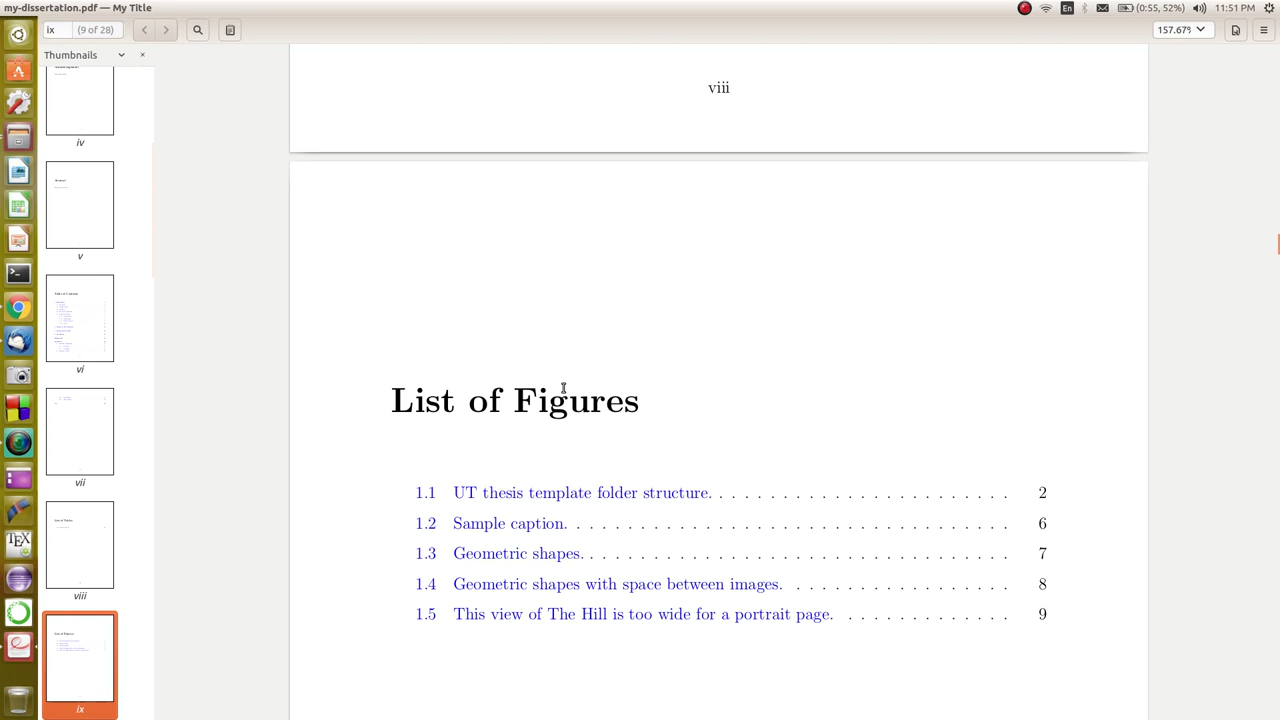 my-dissertation.pdf — My Title
En
(0:55, 52%)
11:51 PM
ix
(9 of 28)
157.67%
Thumbnails
iv
v
vi
vii
viii
ix
viii
List of Figures
1.1 UT thesis template folder structure. . . . . . . . . . . . . . . . . . . . . . . . 2
1.2 Sample caption. . . . . . . . . . . . . . . . . . . . . . . . . . . . . . . . . . . 6
1.3 Geometric shapes. . . . . . . . . . . . . . . . . . . . . . . . . . . . . . . . . . 7
1.4 Geometric shapes with space between images. . . . . . . . . . . . . . . . . . 8
1.5 This view of The Hill is too wide for a portrait page. . . . . . . . . . . . . . 9